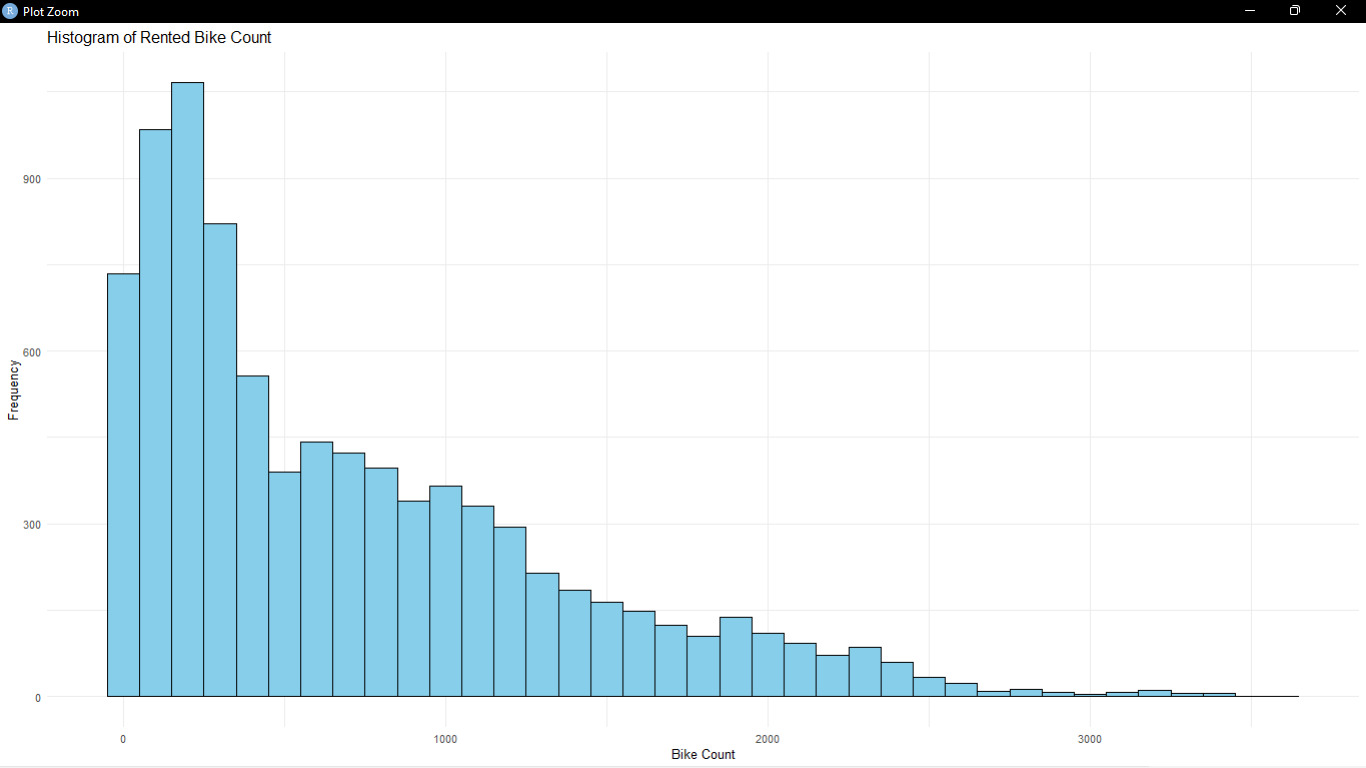 R Plot Zoom
Histogram of Rented Bike Count
900
600
300
0
Frequency
0 1000 2000 3000
Bike Count